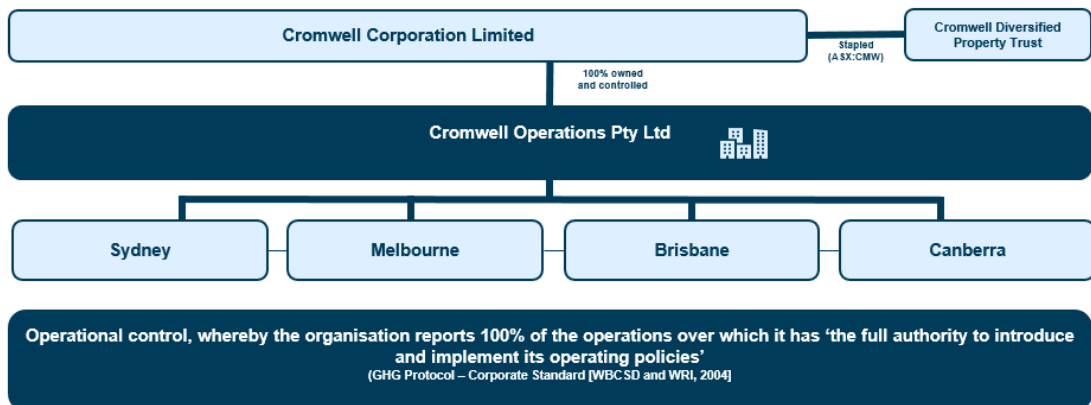 Cromwell Corporation Limited
Stapled
(ASX:CMW)
Cromwell Diversified
Property Trust
100% owned
and controlled
Cromwell Operations Pty Ltd
Sydney
Melbourne
Brisbane
Canberra
Operational control, whereby the organisation reports 100% of the operations over which it has ‘the full authority to introduce
and implement its operating policies’
(GHG Protocol – Corporate Standard [WBCSD and WRI, 2004]